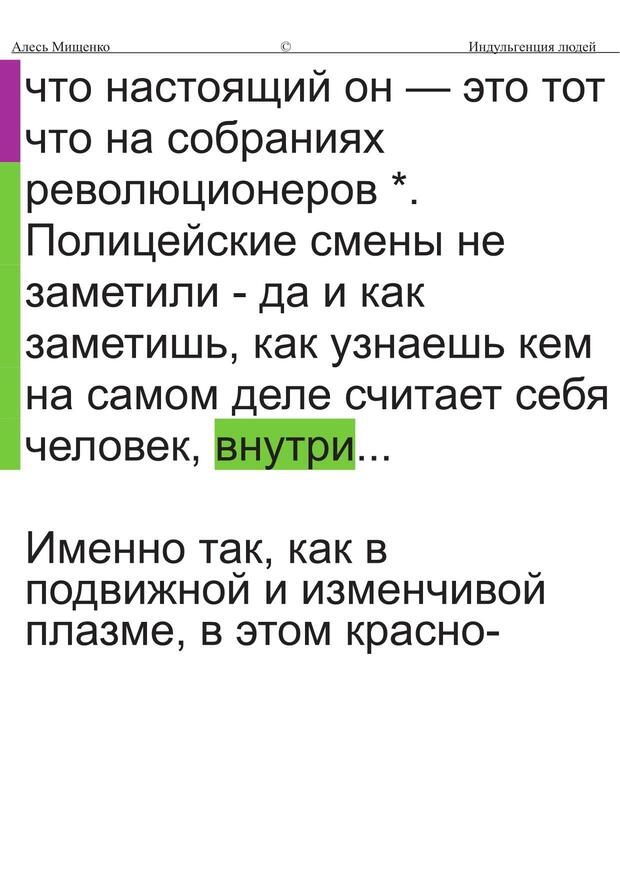 Алесь Мищенко © Индульгенция людей
что настоящий он — это тот
что на собраниях
революционеров *.
Полицейские смены не
заметили - да и как
заметишь, как узнаешь кем
на самом деле считает себя
человек, внутри...
Именно так, как в
подвижной и изменчивой
плазме, в этом красно-